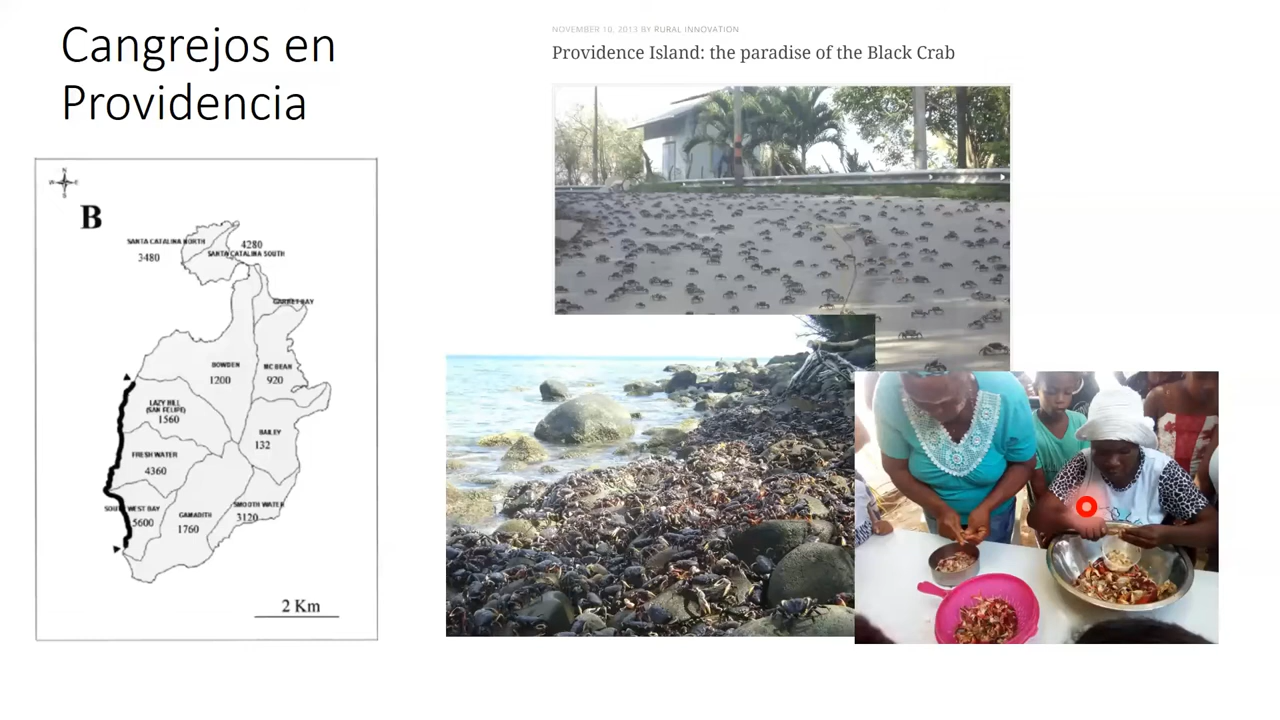 Cangrejos en
Providencia
NOVEMBER 10, 2013 BY RURAL INNOVATION
Providence Island: the paradise of the Black Crab
N
W E
S
B
SANTA CATALINA NORTH
3480
4280
SANTA CATALINA SOUTH
GARRET BAY
BOWDEN
1200
MC BEAN
920
LAZY HILL
(SAN FELIPE)
1560
BAILEY
132
FRESH WATER
4360
SOUTH WEST BAY
5600
GAMADITH
1760
SMOOTH WATER
3120
2 Km